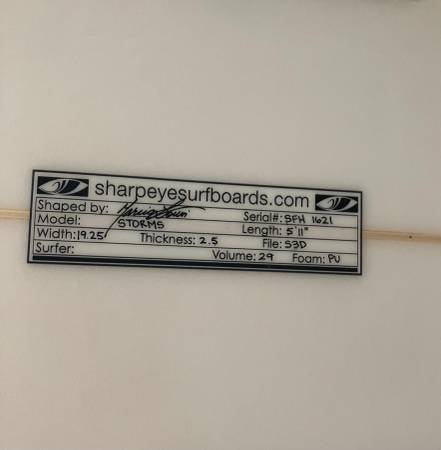 sharpeyesurfboards.com
Shaped by: Serial#: SFH 1621
Model: STORMS Length: 5'11"
Width: 19.25 Thickness: 2.5 File: S3D
Surfer: Volume: 29 Foam: PU